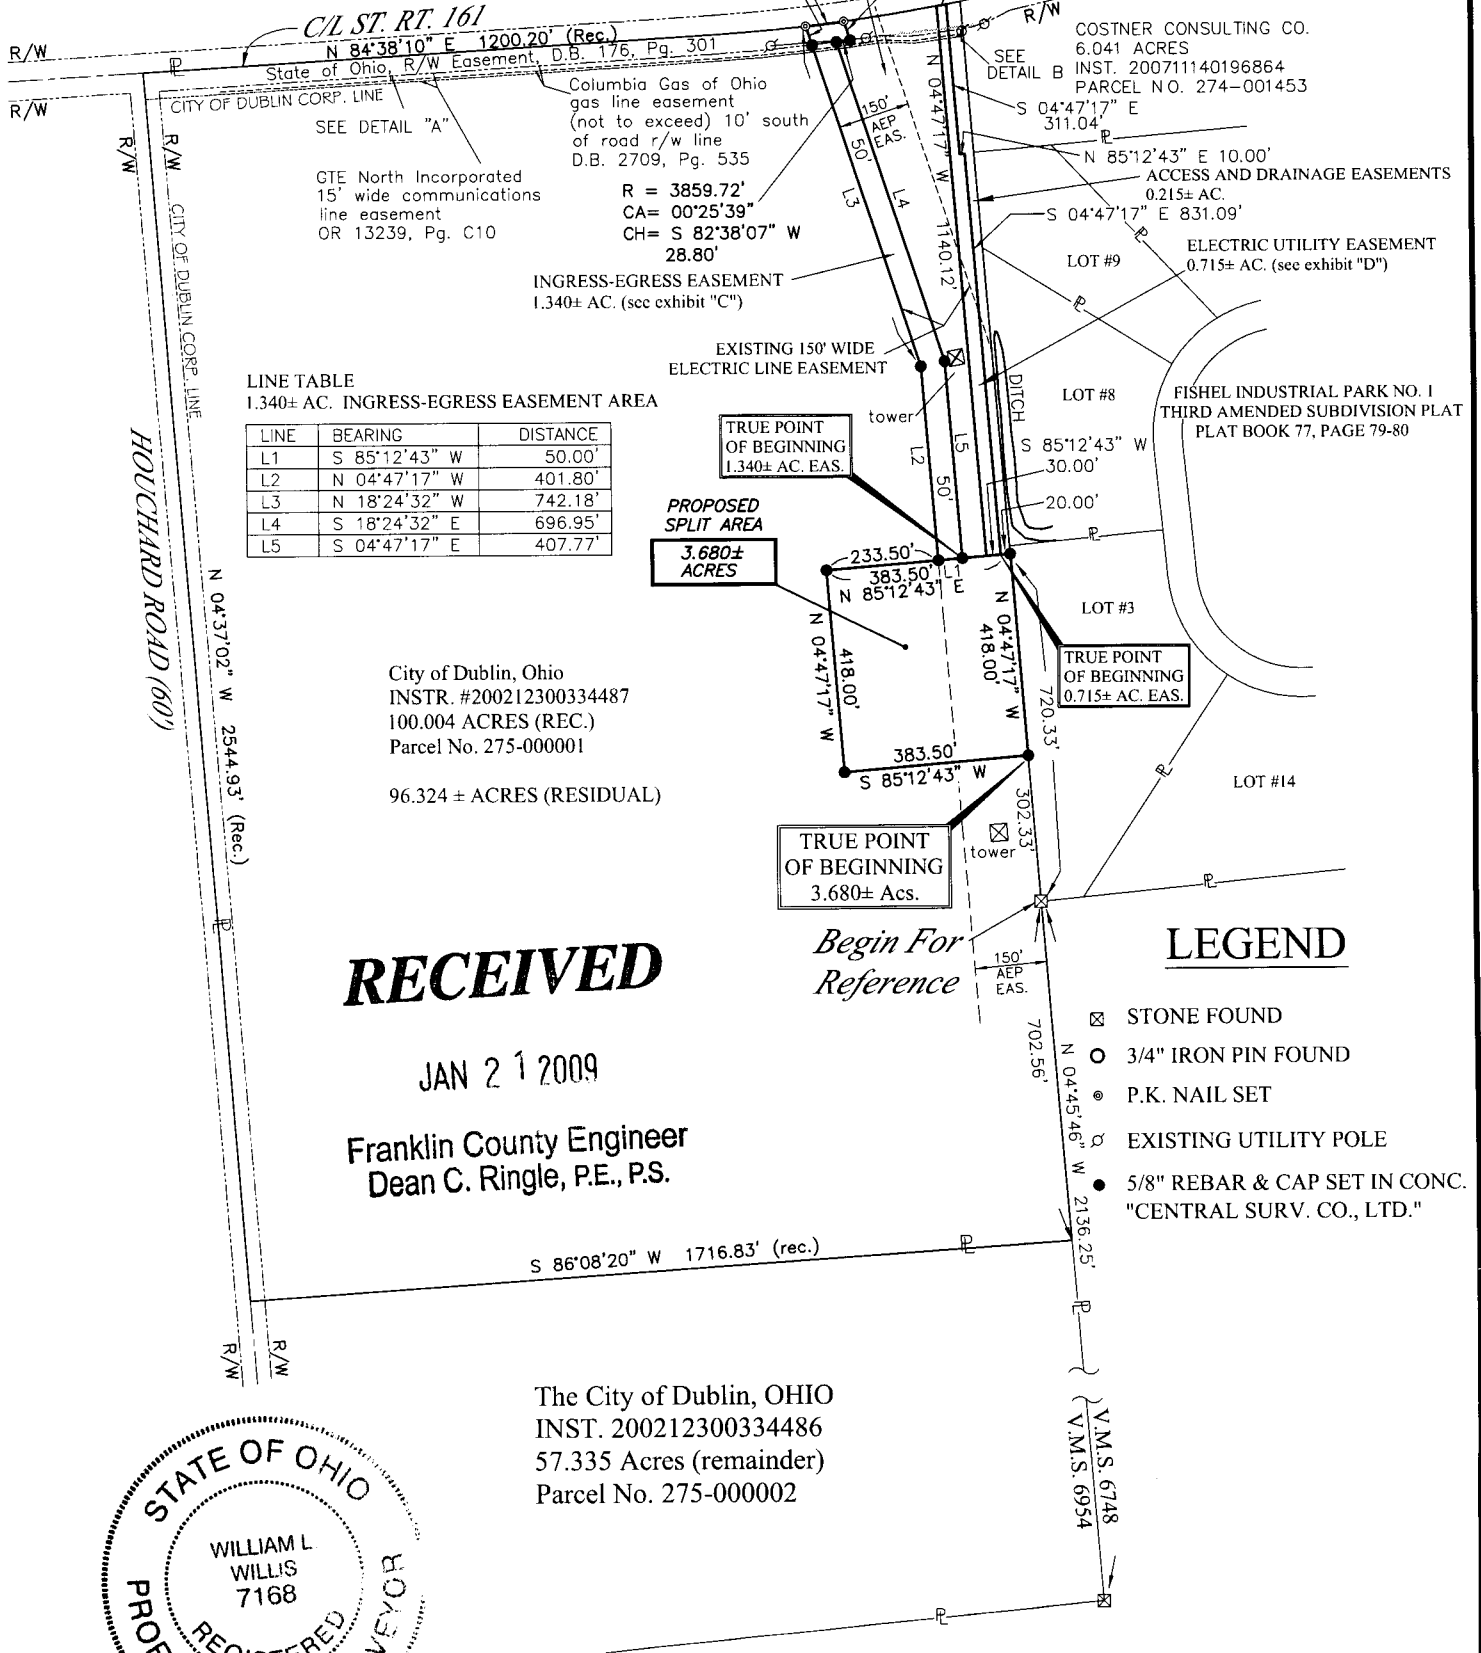 C/L ST. RT. 161
R/W
R/W
N 84°38'10" E 1200.20' (Rec.)
State of Ohio, R/W Easement, D.B. 176, Pg. 301
R/W
CITY OF DUBLIN CORP. LINE
SEE DETAIL "A"
GTE North Incorporated
15' wide communications
line easement
OR 13239, Pg. C10
Columbia Gas of Ohio
gas line easement
(not to exceed) 10' south
of road r/w line
D.B. 2709, Pg. 535
R = 3859.72'
CA= 00°25'39"
CH= S 82°38'07" W
28.80'
INGRESS-EGRESS EASEMENT
1.340± AC. (see exhibit "C")
150'
AEP
EAS.
50'
L3
L4
N 04°47'17" W
1140.12'
SEE
DETAIL B
COSTNER CONSULTING CO.
6.041 ACRES
INST. 200711140196864
PARCEL NO. 274-001453
S 04°47'17" E
311.04'
PL
N 85°12'43" E 10.00'
ACCESS AND DRAINAGE EASEMENTS
0.215± AC.
S 04°47'17" E 831.09'
PL
LOT #9
ELECTRIC UTILITY EASEMENT
0.715± AC. (see exhibit "D")
PL
EXISTING 150' WIDE
ELECTRIC LINE EASEMENT
tower
DITCH
LOT #8
FISHEL INDUSTRIAL PARK NO. 1
THIRD AMENDED SUBDIVISION PLAT
PLAT BOOK 77, PAGE 79-80
S 85°12'43" W
30.00'
20.00'
PL
R/W
R/W
CITY OF DUBLIN CORP. LINE
PL
HOUCHARD ROAD (60')
N 04°37'02" W 2544.93' (Rec.)
PL
LINE TABLE
1.340± AC. INGRESS-EGRESS EASEMENT AREA
LINE BEARING DISTANCE
L1 S 85°12'43" W 50.00'
L2 N 04°47'17" W 401.80'
L3 N 18°24'32" W 742.18'
L4 S 18°24'32" E 696.95'
L5 S 04°47'17" E 407.77'
TRUE POINT
OF BEGINNING
1.340± AC. EAS.
L2
L5
50'
PROPOSED
SPLIT AREA
3.680±
ACRES
233.50'
L1
383.50'
N 85°12'43" E
N 04°47'17" W
418.00'
N 04°47'17" W
418.00'
383.50'
S 85°12'43" W
LOT #3
TRUE POINT
OF BEGINNING
0.715± AC. EAS.
720.33'
302.33'
PL
LOT #14
PL
City of Dublin, Ohio
INSTR. #200212300334487
100.004 ACRES (REC.)
Parcel No. 275-000001
96.324 ± ACRES (RESIDUAL)
TRUE POINT
OF BEGINNING
3.680± Acs.
tower
Begin For
Reference
150'
AEP
EAS.
RECEIVED
JAN 21 2009
Franklin County Engineer
Dean C. Ringle, P.E., P.S.
LEGEND
STONE FOUND
3/4" IRON PIN FOUND
P.K. NAIL SET
EXISTING UTILITY POLE
5/8" REBAR & CAP SET IN CONC.
"CENTRAL SURV. CO., LTD."
702.56'
N 04°45'46" W 2136.25'
S 86°08'20" W 1716.83' (rec.)
PL
PL
R/W
R/W
The City of Dublin, OHIO
INST. 200212300334486
57.335 Acres (remainder)
Parcel No. 275-000002
V.M.S. 6748
V.M.S. 6954
PL
STATE OF OHIO
WILLIAM L
WILLIS
7168
REGISTERED